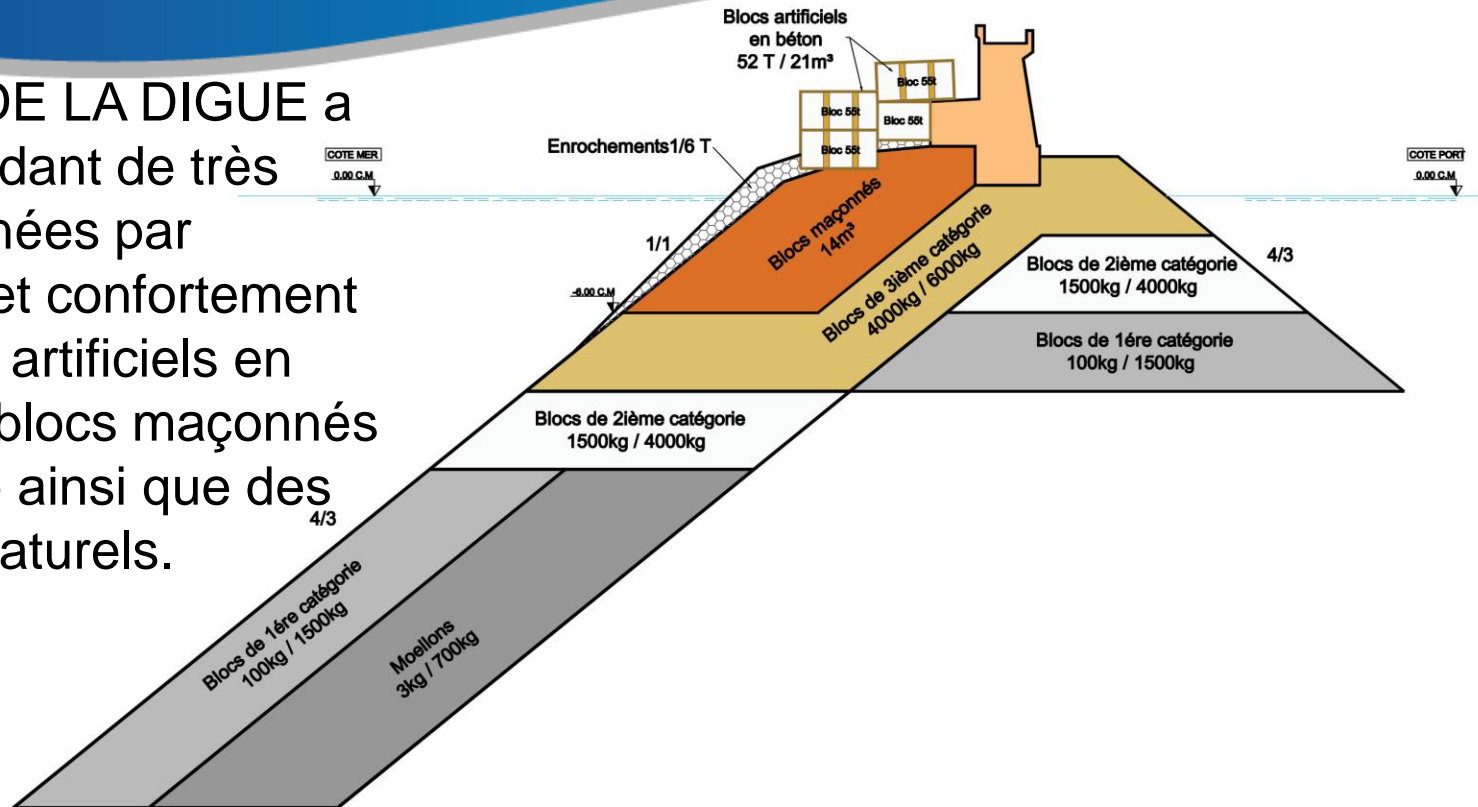 DE LA DIGUE a
dant de très
nées par
et confortement
artificiels en
blocs maçonnés
ainsi que des
aturels.
Blocs artificiels
en béton
52 T / 21m³
Bloc 55t
Bloc 55t
Bloc 55t
Bloc 55t
Enrochements1/6 T
COTE MER
0.00 C.M
COTE PORT
0.00 C.M
1/1
-6.00 C.M
Blocs maçonnés
14m³
Blocs de 3ième catégorie
4000kg / 6000kg
Blocs de 2ième catégorie
1500kg / 4000kg
4/3
Blocs de 1ére catégorie
100kg / 1500kg
Blocs de 2ième catégorie
1500kg / 4000kg
4/3
Blocs de 1ére catégorie
100kg / 1500kg
Moellons
3kg / 700kg